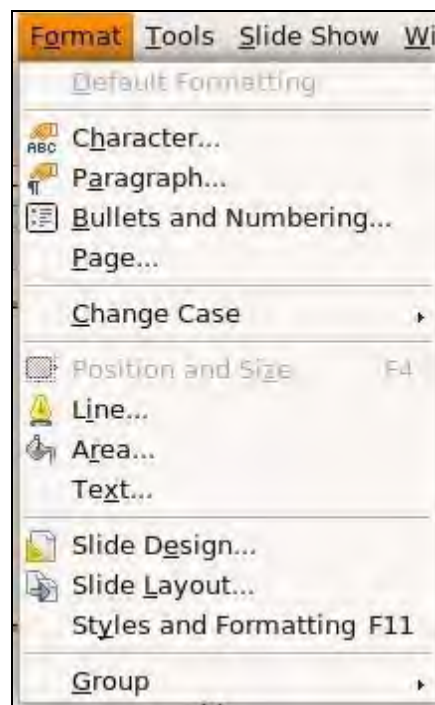 Format Tools Slide Show Wi
Default Formatting
ABC Character...
Paragraph...
Bullets and Numbering...
Page...
Change Case
Position and Size F4
Line...
Area...
Text...
Slide Design...
Slide Layout...
Styles and Formatting F11
Group